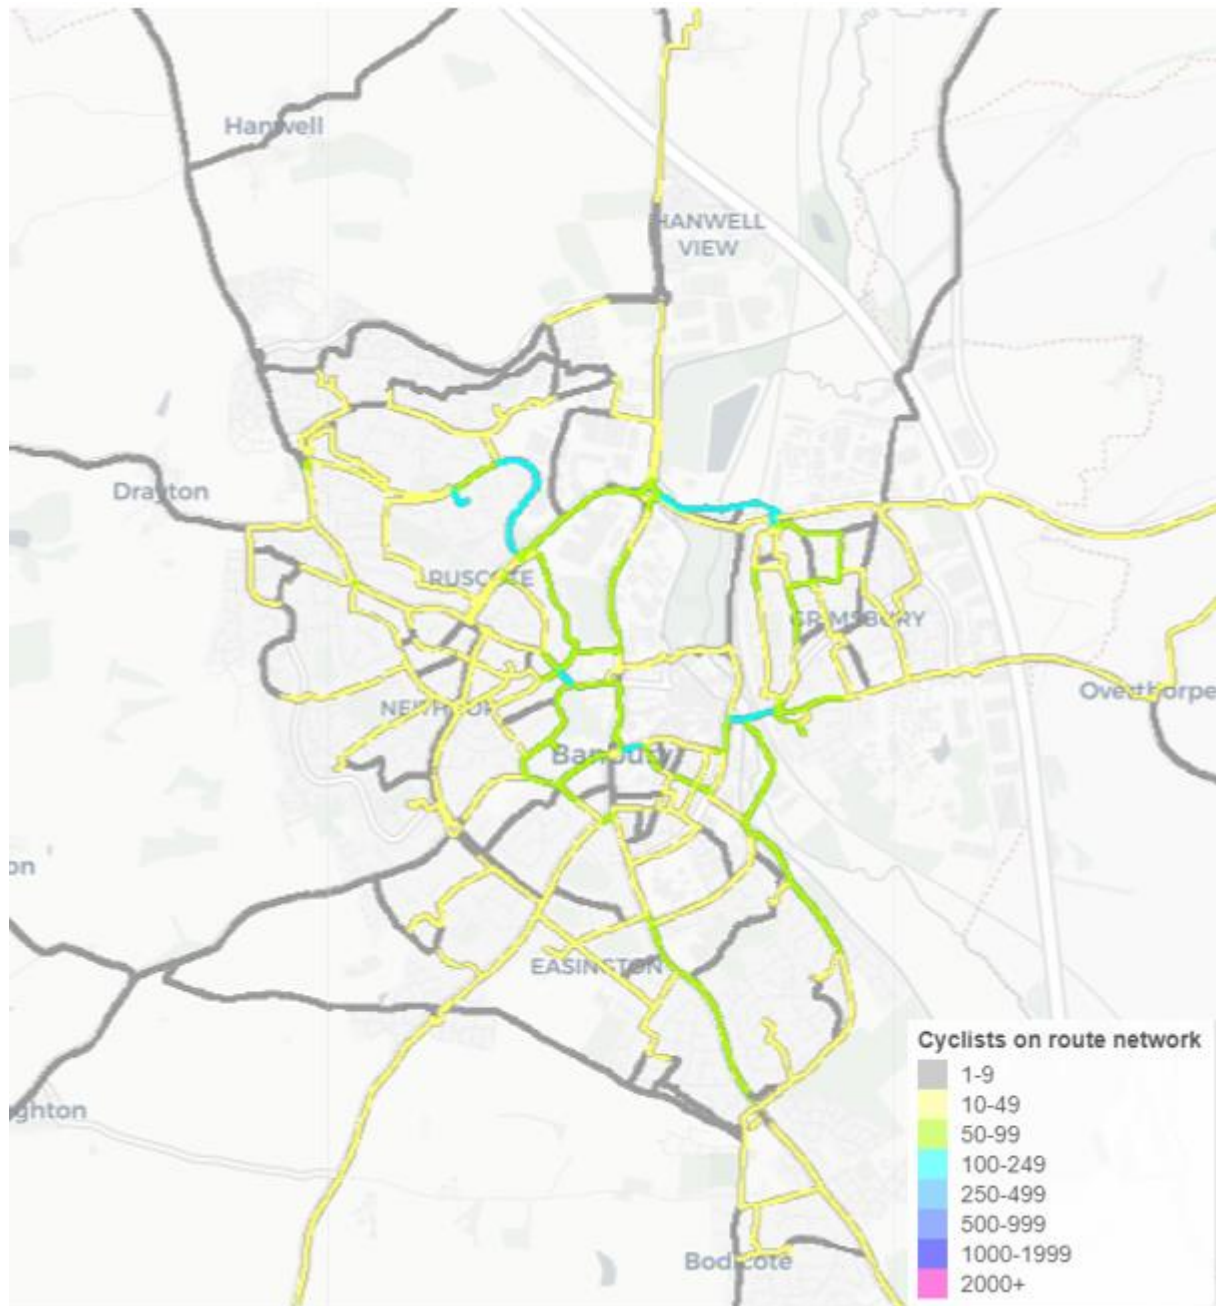 Hanwell
HANWELL
VIEW
Drayton
RUSCOTE
GRIMSBURY
Overthorpe
NEITHROP
Banbury
on
EASINGTON
ghton
Bodicote
Cyclists on route network
1-9
10-49
50-99
100-249
250-499
500-999
1000-1999
2000+